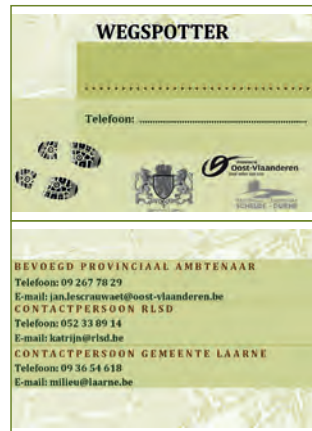 WEGSPOTTER
Telefoon:
Oost-Vlaanderen
SCHELDE - DURME
BEVOEGD PROVINCIAAL AMBTENAAR
Telefoon: 09 267 78 29
E-mail: jan.lescrauwaet@oost-vlaanderen.be
CONTACTPERSOON RLSD
Telefoon: 052 33 89 14
E-mail: katrijn@rlsd.be
CONTACTPERSOON GEMEENTE LAARNE
Telefoon: 09 36 54 618
E-mail: milieu@laarne.be